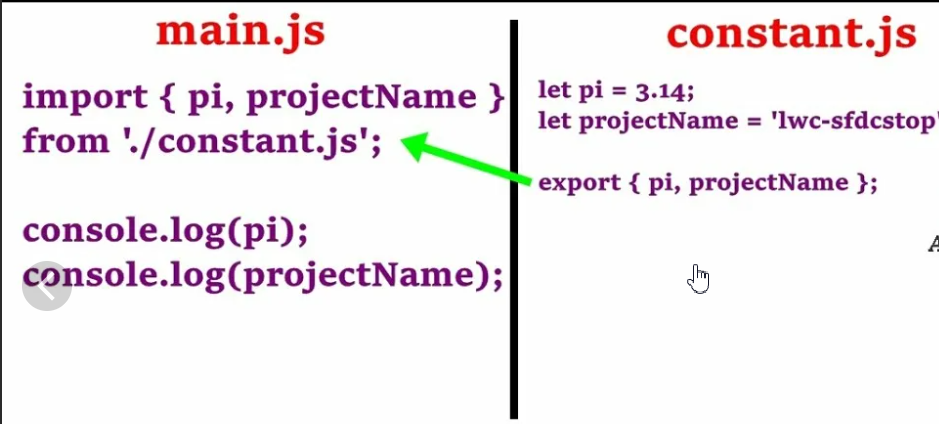 main.js
import { pi, projectName }
from './constant.js';
console.log(pi);
console.log(projectName);
constant.js
let pi = 3.14;
let projectName = 'lwc-sfdcstop'
export { pi, projectName };
A